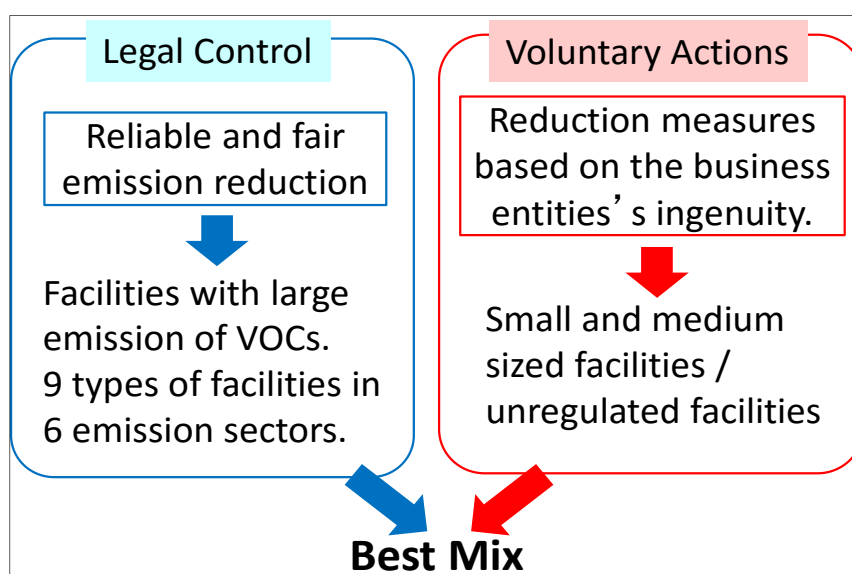 Legal Control
Reliable and fair
emission reduction
Facilities with large
emission of VOCs.
9 types of facilities in
6 emission sectors.
Voluntary Actions
Reduction measures
based on the business
entities’s ingenuity.
Small and medium
sized facilities /
unregulated facilities
Best Mix